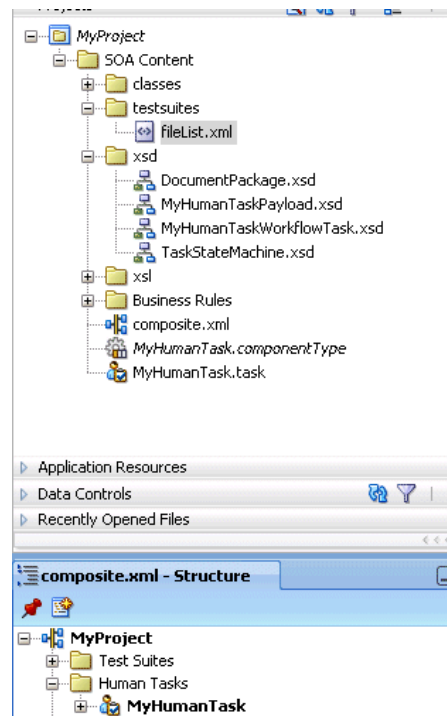 MyProject
SOA Content
classes
testsuites
fileList.xml
xsd
DocumentPackage.xsd
MyHumanTaskPayload.xsd
MyHumanTaskWorkflowTask.xsd
TaskStateMachine.xsd
xsl
Business Rules
composite.xml
MyHumanTask.componentType
MyHumanTask.task
Application Resources
Data Controls
Recently Opened Files
composite.xml - Structure
MyProject
Test Suites
Human Tasks
MyHumanTask